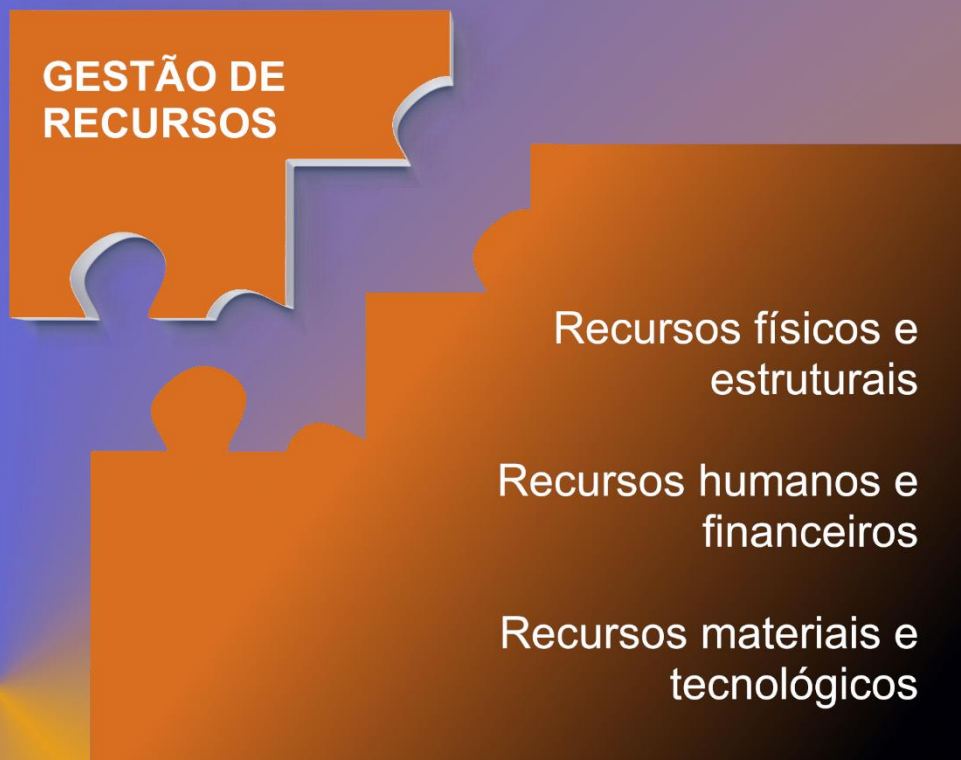 GESTÃO DE
RECURSOS
Recursos físicos e
estruturais
Recursos humanos e
financeiros
Recursos materiais e
tecnológicos